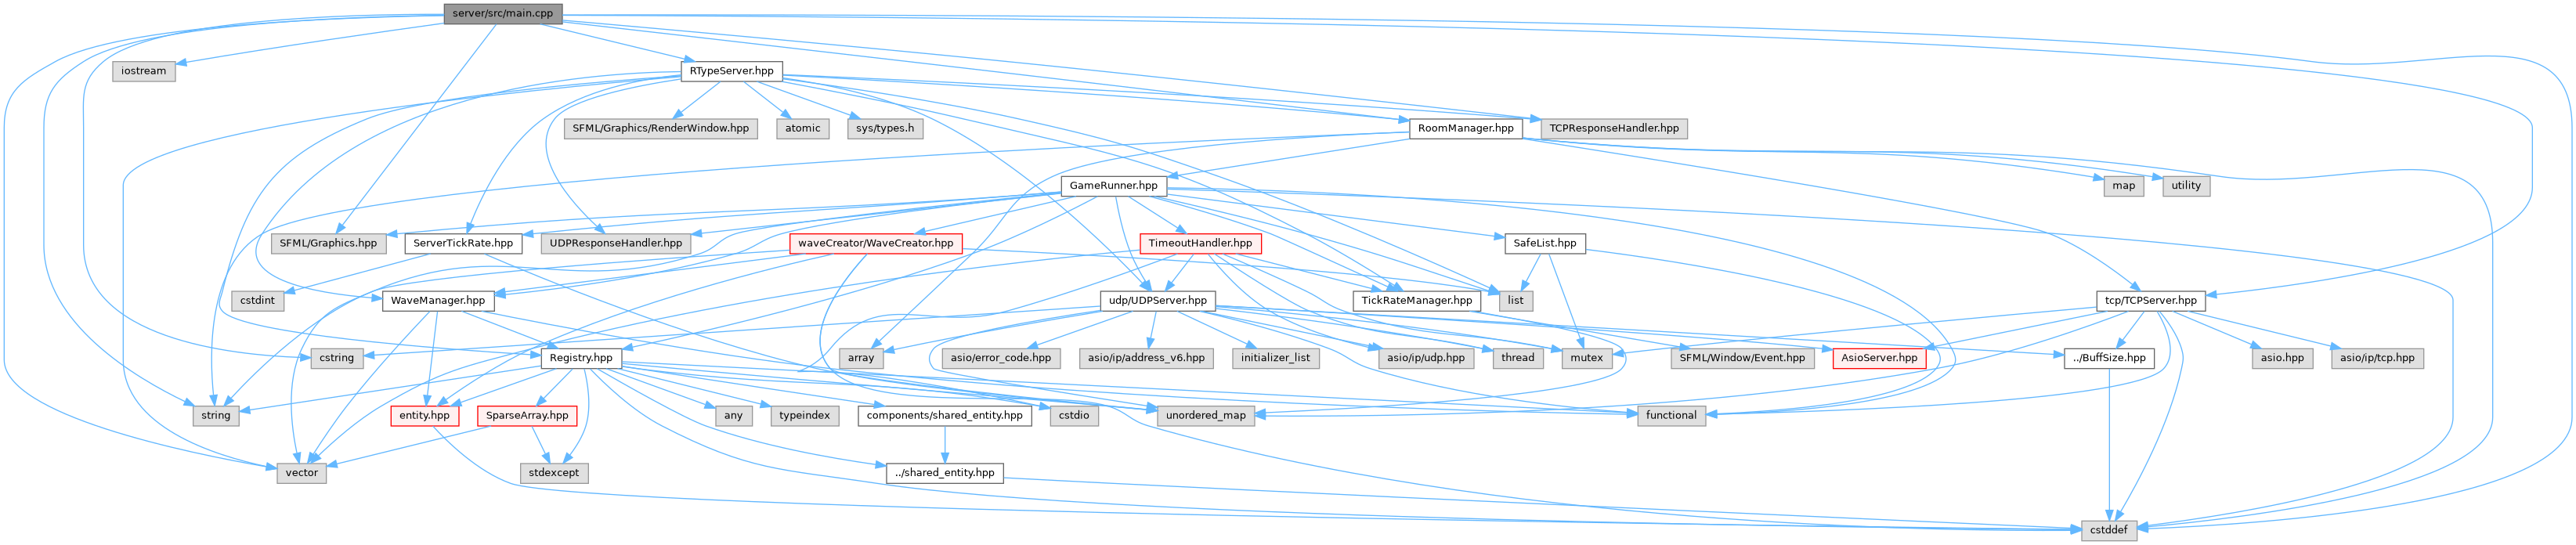 server/src/main.cpp
iostream
RTypeServer.hpp
SFML/Graphics/RenderWindow.hpp
atomic
sys/types.h
RoomManager.hpp
TCPResponseHandler.hpp
GameRunner.hpp
map
utility
SFML/Graphics.hpp
ServerTickRate.hpp
UDPResponseHandler.hpp
waveCreator/WaveCreator.hpp
TimeoutHandler.hpp
SafeList.hpp
cstdint
WaveManager.hpp
udp/UDPServer.hpp
TickRateManager.hpp
list
tcp/TCPServer.hpp
cstring
Registry.hpp
array
asio/error_code.hpp
asio/ip/address_v6.hpp
initializer_list
asio/ip/udp.hpp
thread
mutex
SFML/Window/Event.hpp
AsioServer.hpp
../BuffSize.hpp
asio.hpp
asio/ip/tcp.hpp
string
entity.hpp
SparseArray.hpp
any
typeindex
components/shared_entity.hpp
cstdio
unordered_map
functional
vector
stdexcept
../shared_entity.hpp
cstddef